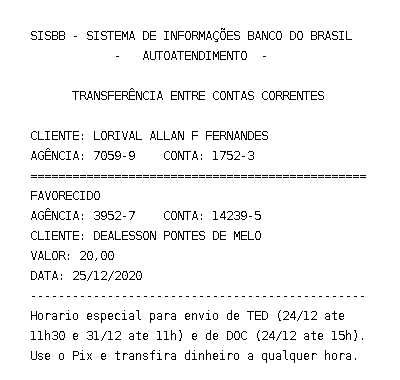 SISBB - SISTEMA DE INFORMAÇÕES BANCO DO BRASIL
- AUTOATENDIMENTO -
TRANSFERÊNCIA ENTRE CONTAS CORRENTES
CLIENTE: LORIVAL ALLAN F FERNANDES
AGÊNCIA: 7059-9 CONTA: 1752-3
================================================
FAVORECIDO
AGÊNCIA: 3952-7 CONTA: 14239-5
CLIENTE: DEALESSON PONTES DE MELO
VALOR: 20,00
DATA: 25/12/2020
------------------------------------------------
Horario especial para envio de TED (24/12 ate
11h30 e 31/12 ate 11h) e de DOC (24/12 ate 15h).
Use o Pix e transfira dinheiro a qualquer hora.